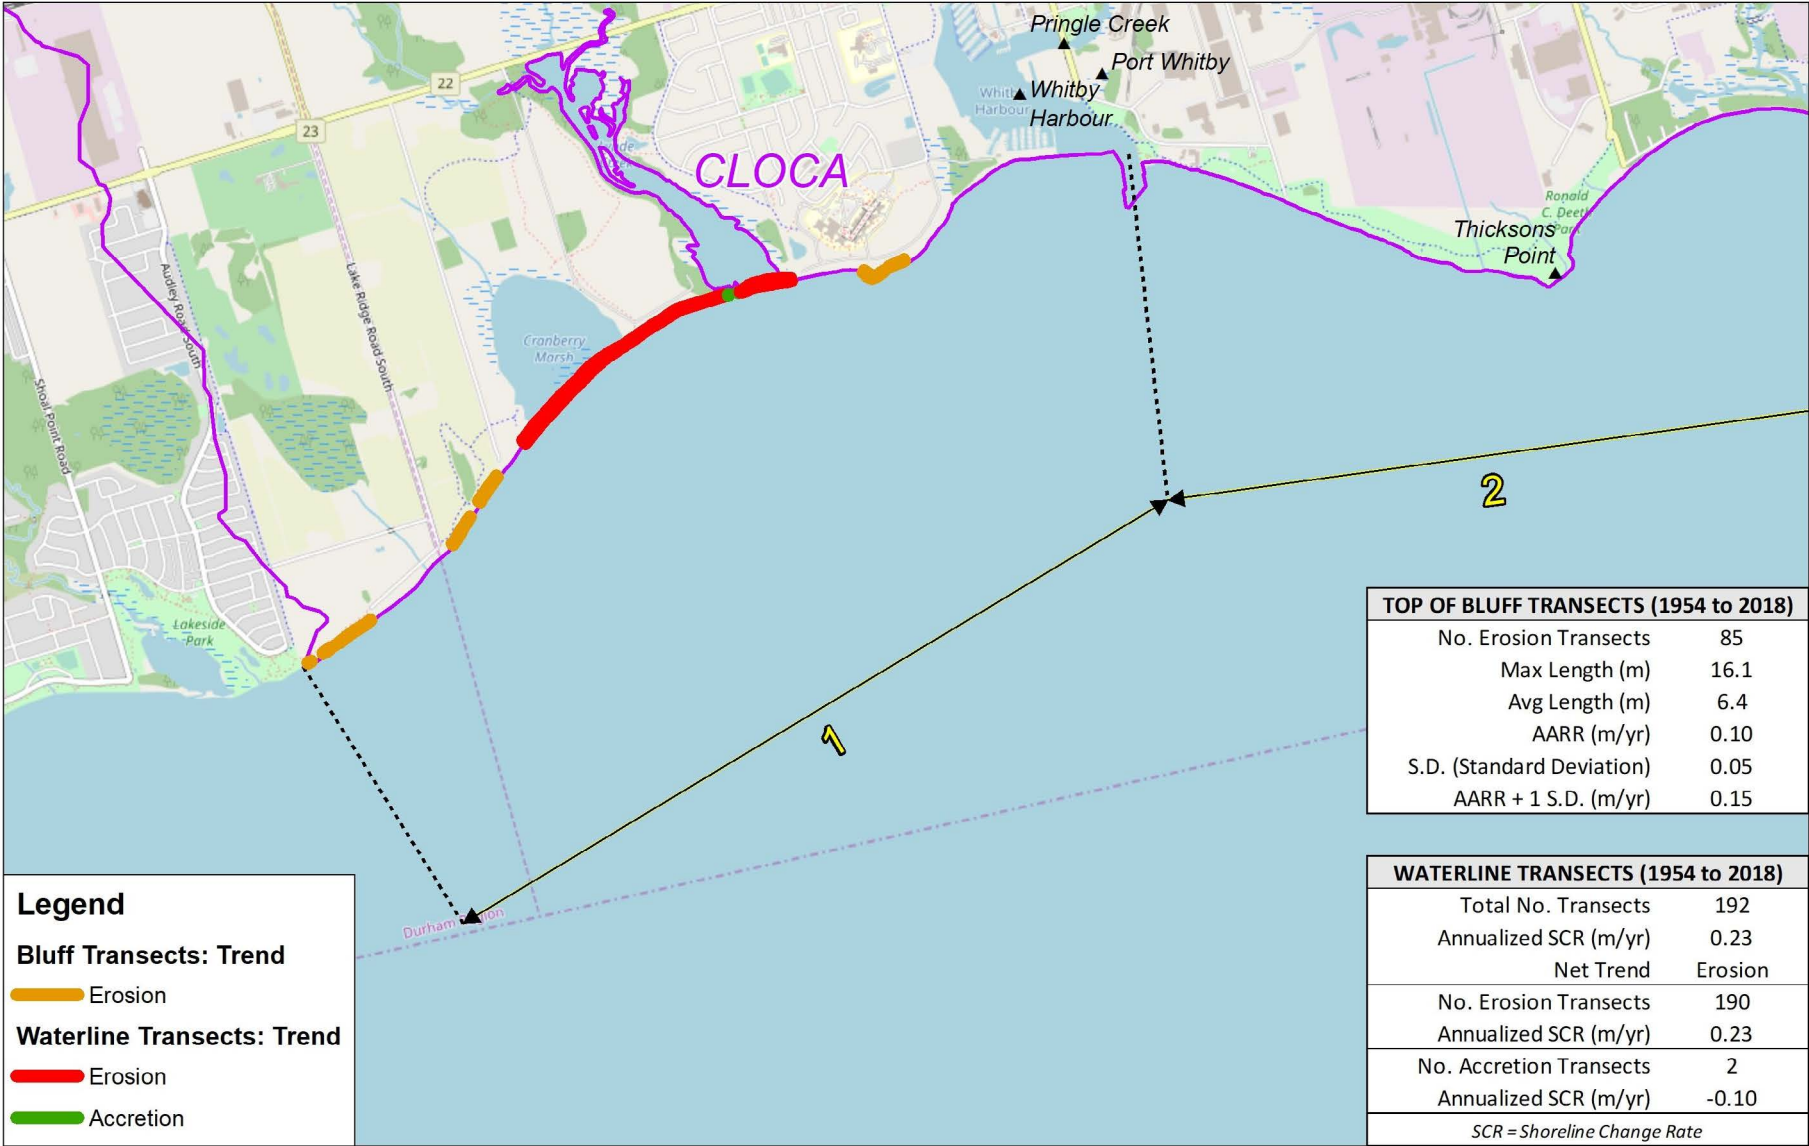 Pringle Creek
Port Whitby
Whitby
Harbour
Harbour
22
23
CLOCA
Ronald
C. Deeth
Park
Thicksons
Point
Audley Road South
Lake Ridge Road South
Cranberry
Marsh
Shoal Point Road
Lakeside
Park
1
2
Durham
TOP OF BLUFF TRANSECTS (1954 to 2018)
No. Erosion Transects 85
Max Length (m) 16.1
Avg Length (m) 6.4
AARR (m/yr) 0.10
S.D. (Standard Deviation) 0.05
AARR + 1 S.D. (m/yr) 0.15
WATERLINE TRANSECTS (1954 to 2018)
Total No. Transects 192
Annualized SCR (m/yr) 0.23
Net Trend Erosion
No. Erosion Transects 190
Annualized SCR (m/yr) 0.23
No. Accretion Transects 2
Annualized SCR (m/yr) -0.10
SCR = Shoreline Change Rate
Legend
Bluff Transects: Trend
Erosion
Waterline Transects: Trend
Erosion
Accretion